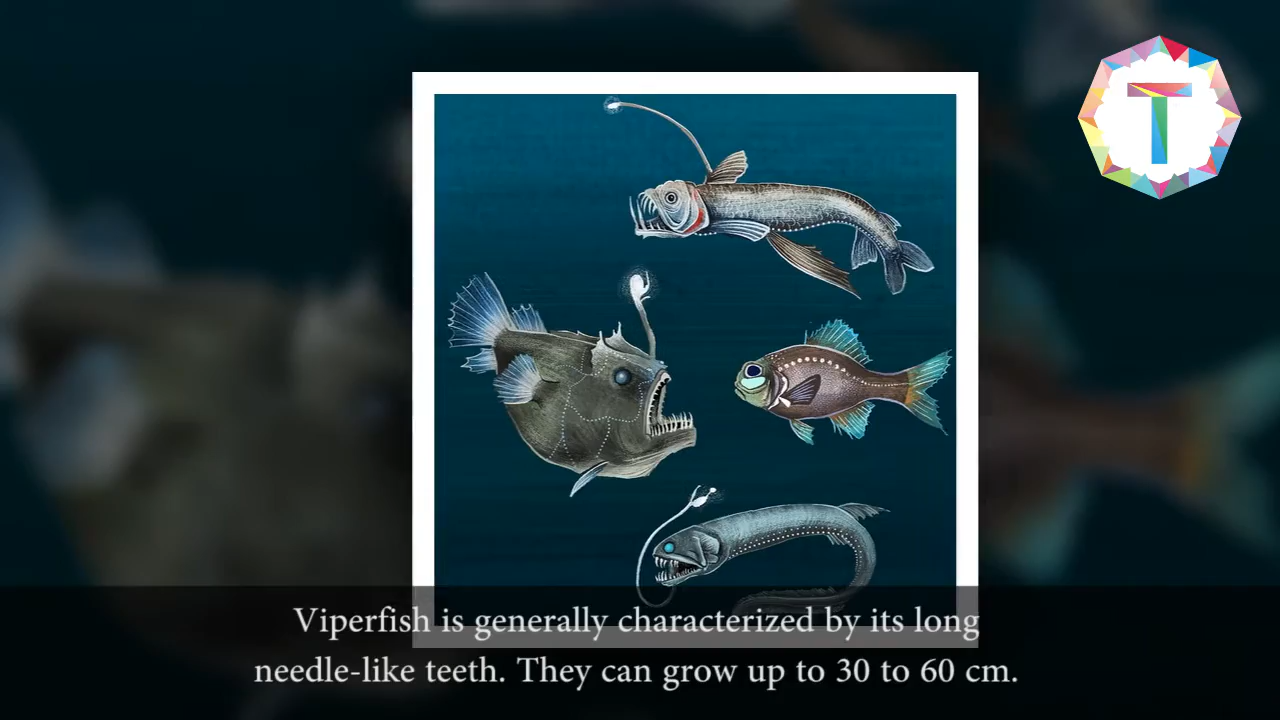 T
Viperfish is generally characterized by its long
needle-like teeth. They can grow up to 30 to 60 cm.